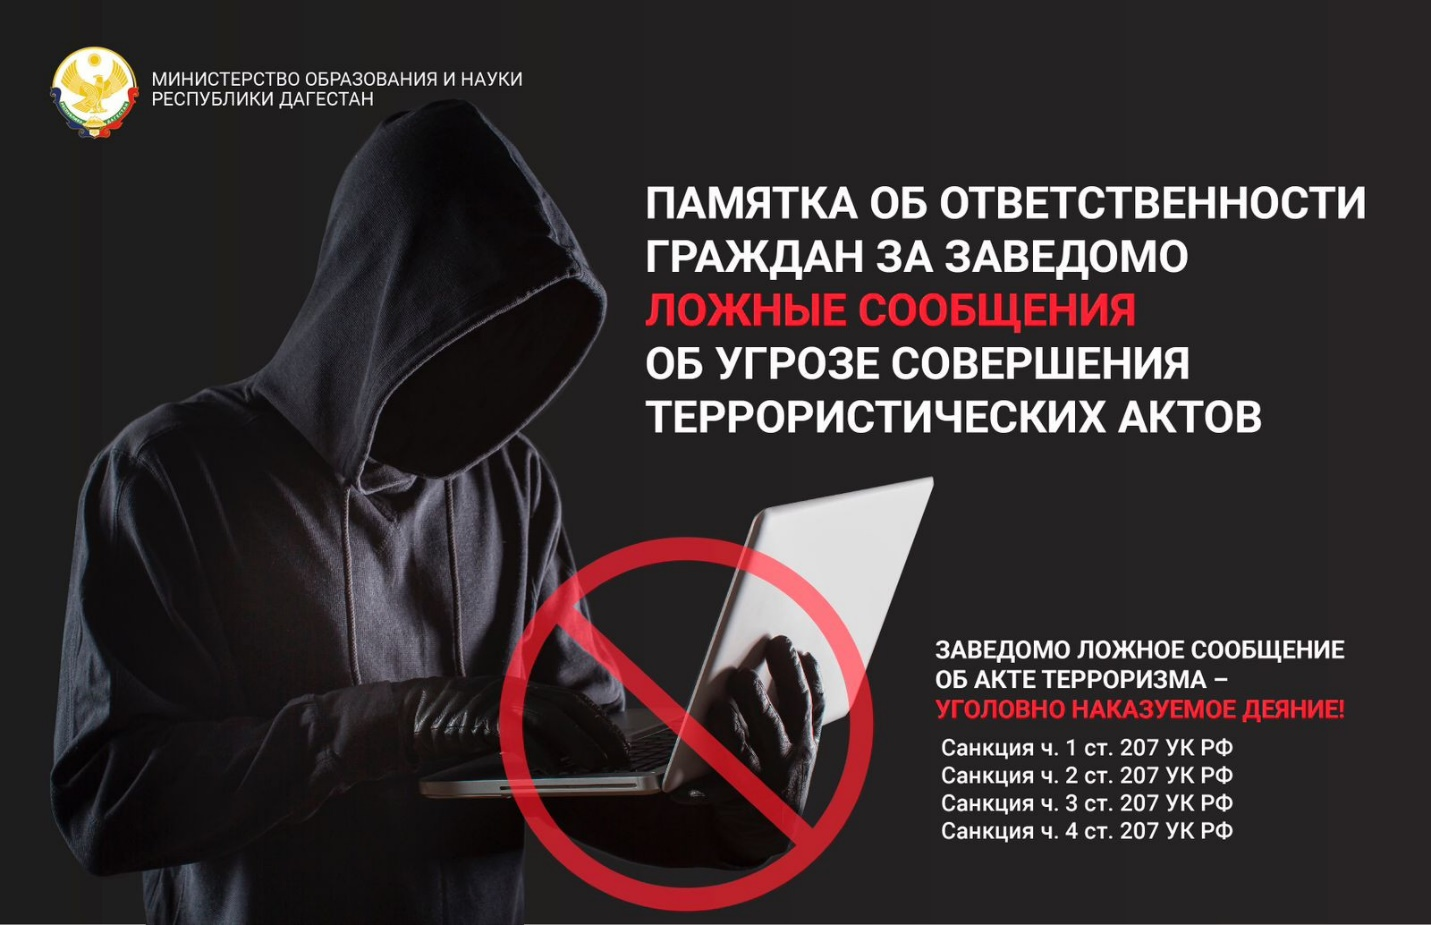 МИНИСТЕРСТВО ОБРАЗОВАНИЯ И НАУКИ
РЕСПУБЛИКИ ДАГЕСТАН
ПАМЯТКА ОБ ОТВЕТСТВЕННОСТИ
ГРАЖДАН ЗА ЗАВЕДОМО
ЛОЖНЫЕ СООБЩЕНИЯ
ОБ УГРОЗЕ СОВЕРШЕНИЯ
ТЕРРОРИСТИЧЕСКИХ АКТОВ
ЗАВЕДОМО ЛОЖНОЕ СООБЩЕНИЕ
ОБ АКТЕ ТЕРРОРИЗМА –
УГОЛОВНО НАКАЗУЕМОЕ ДЕЯНИЕ!
Санкция ч. 1 ст. 207 УК РФ
Санкция ч. 2 ст. 207 УК РФ
Санкция ч. 3 ст. 207 УК РФ
Санкция ч. 4 ст. 207 УК РФ